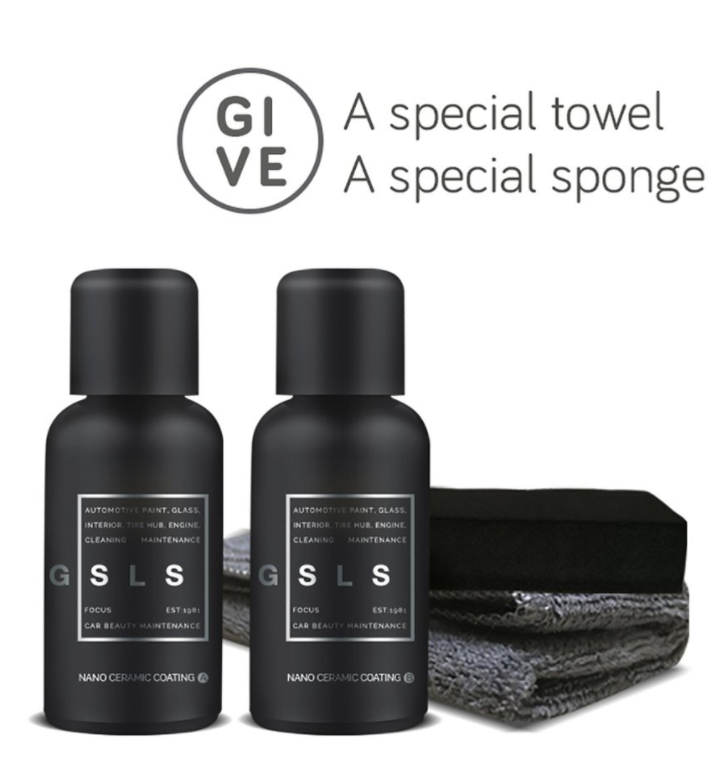 GI
VE
A special towel
A special sponge
AUTOMOTIVE PAINT, GLASS,
INTERIOR. TIRE HUB, ENGINE,
CLEANING MAINTENANCE
GSLS
FOCUS EST:1981
CAR BEAUTY MAINTENANCE
NANO CERAMIC COATING A
AUTOMOTIVE PAINT, GLASS,
INTERIOR. TIRE HUB, ENGINE,
CLEANING MAINTENANCE
GSLS
FOCUS EST:1981
CAR BEAUTY MAINTENANCE
NANO CERAMIC COATING B